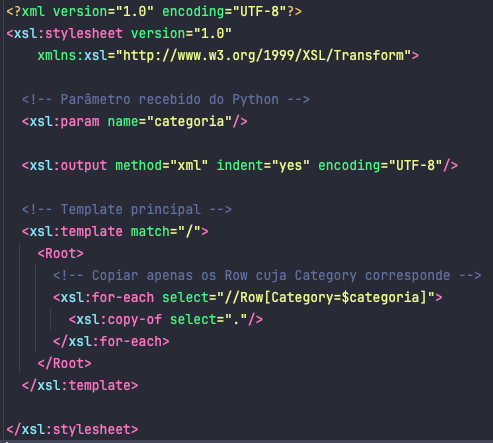 <?xml version="1.0" encoding="UTF-8"?>
<xsl:stylesheet version="1.0"
    xmlns:xsl="http://www.w3.org/1999/XSL/Transform">

  <!-- Parâmetro recebido do Python -->
  <xsl:param name="categoria"/>

  <xsl:output method="xml" indent="yes" encoding="UTF-8"/>

  <!-- Template principal -->
  <xsl:template match="/">
    <Root>
      <!-- Copiar apenas os Row cuja Category corresponde -->
      <xsl:for-each select="//Row[Category=$categoria]">
        <xsl:copy-of select="."/>
      </xsl:for-each>
    </Root>
  </xsl:template>

</xsl:stylesheet>